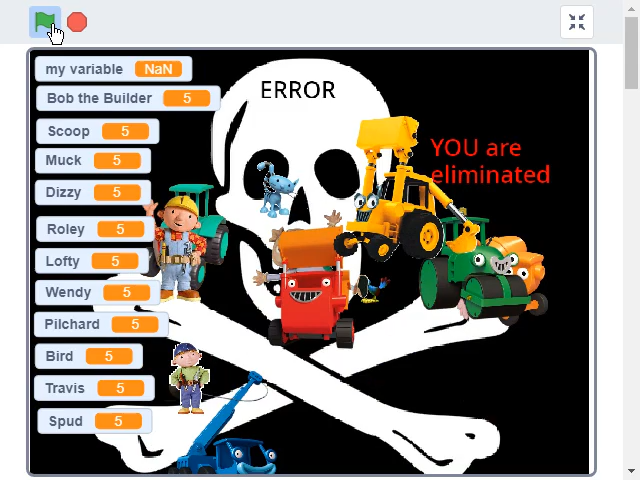 my variable NaN
ERROR
Bob the Builder 5
Scoop 5
YOU are
eliminated
Muck 5
Dizzy 5
Roley 5
Lofty 5
Wendy 5
Pilchard 5
Bird 5
Travis 5
Spud 5